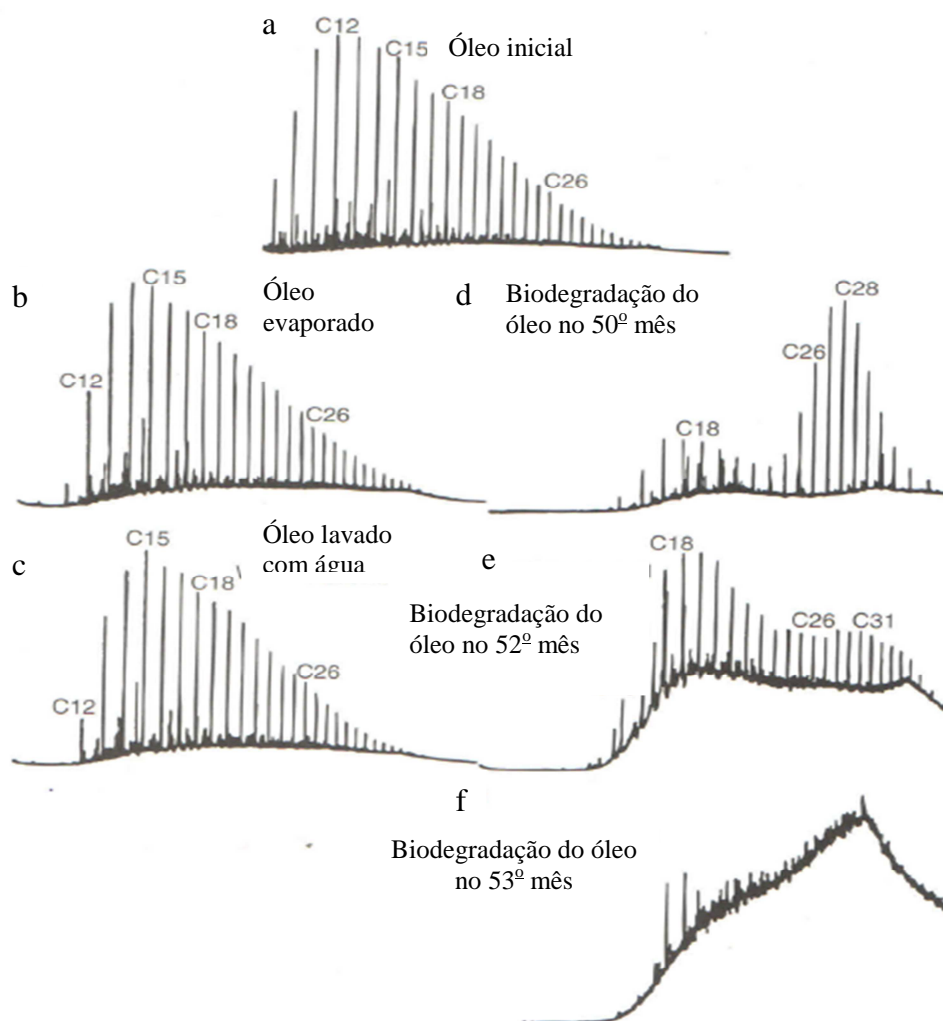 a
Óleo inicial
C12
C15
C18
C26
b
Óleo
evaporado
C12
C15
C18
C26
d
Biodegradação do
óleo no 50º mês
C18
C26
C28
c
Óleo lavado
com água
C12
C15
C18
C26
e
Biodegradação do
óleo no 52º mês
C18
C26
C31
f
Biodegradação do óleo
no 53º mês